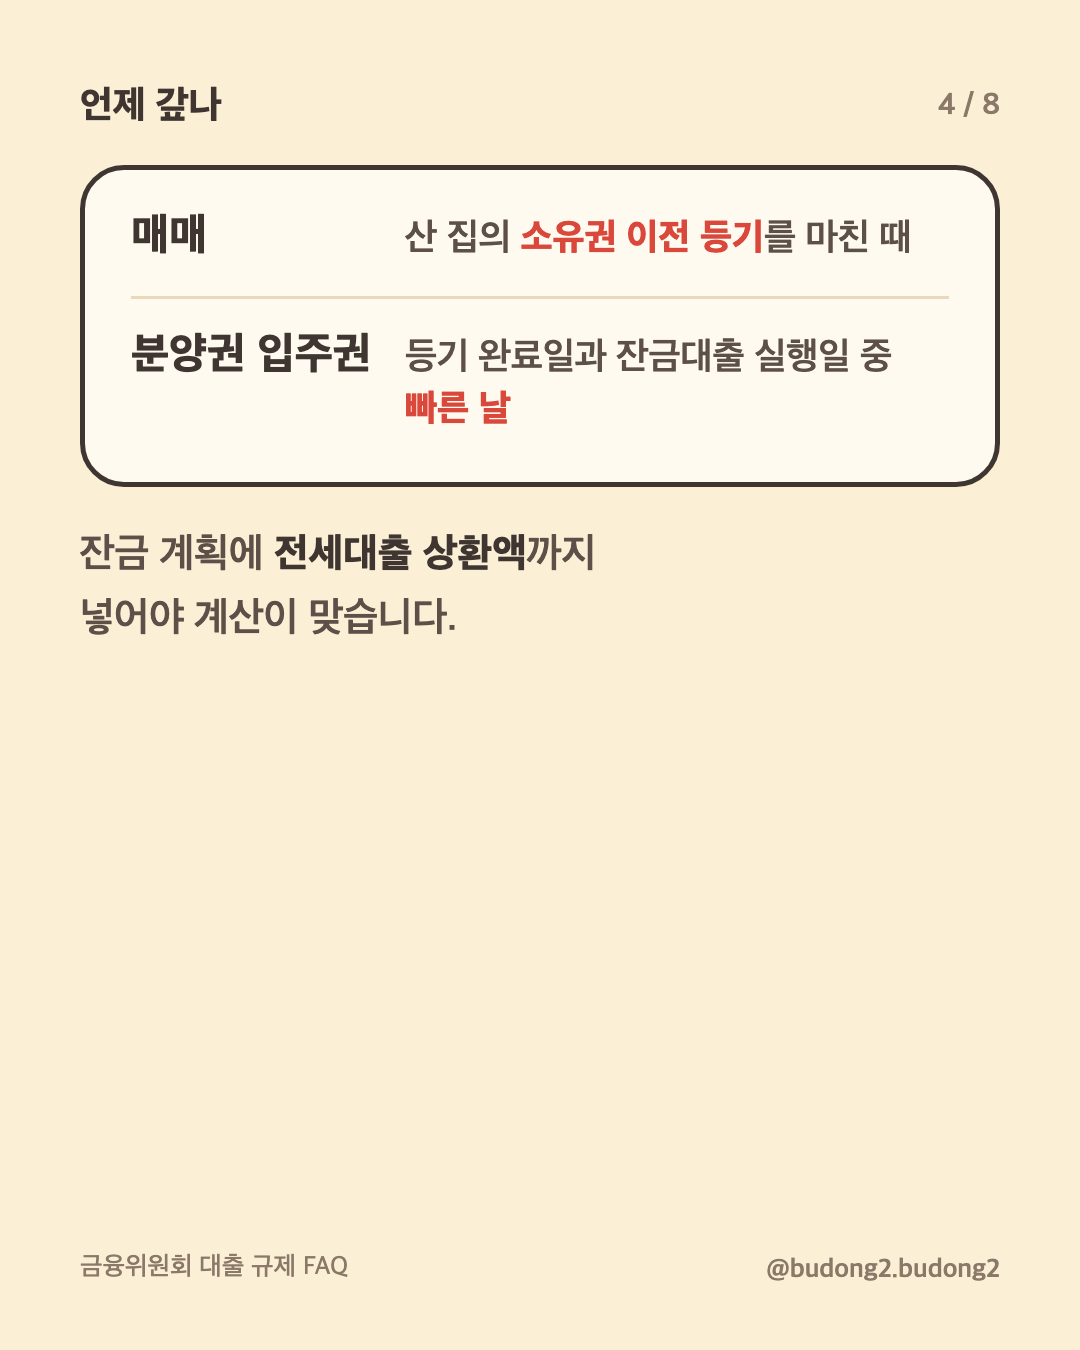 언제 갚나
4 / 8
매매
산 집의 소유권 이전 등기를 마친 때
분양권 입주권
등기 완료일과 잔금대출 실행일 중
빠른 날
잔금 계획에 전세대출 상환액까지
넣어야 계산이 맞습니다.
금융위원회 대출 규제 FAQ
@budong2.budong2